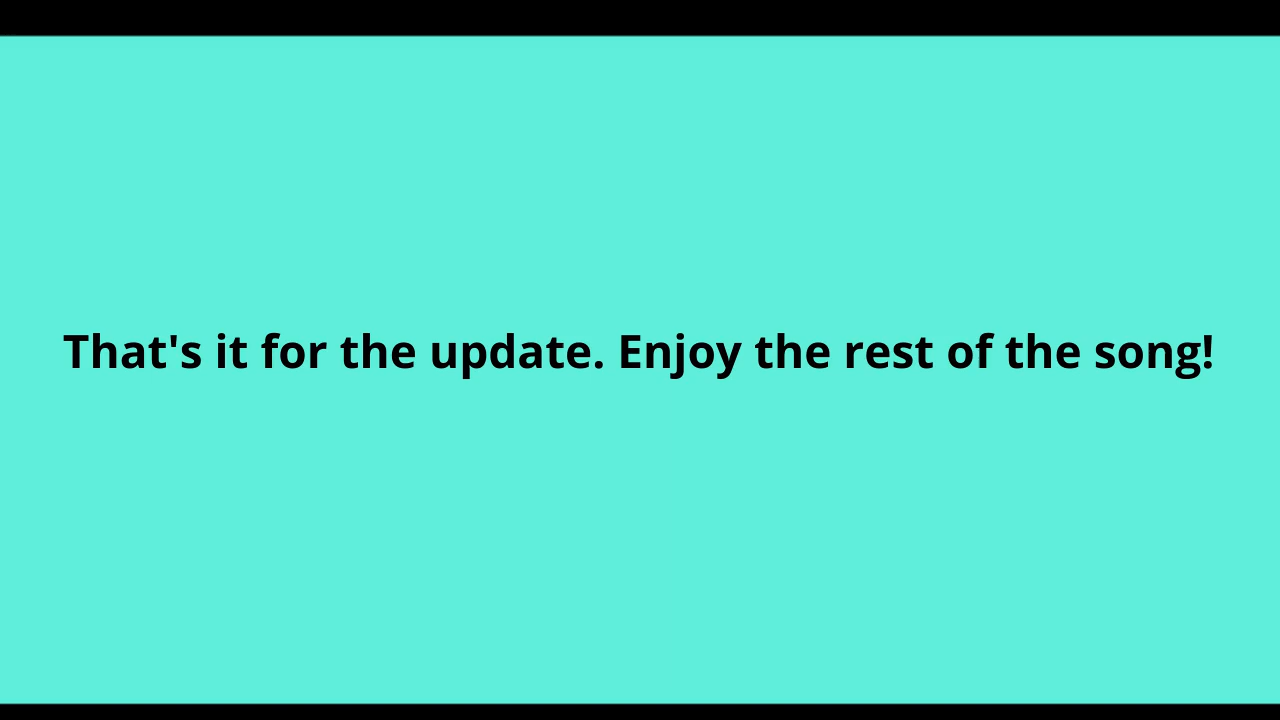 That's it for the update. Enjoy the rest of the song!